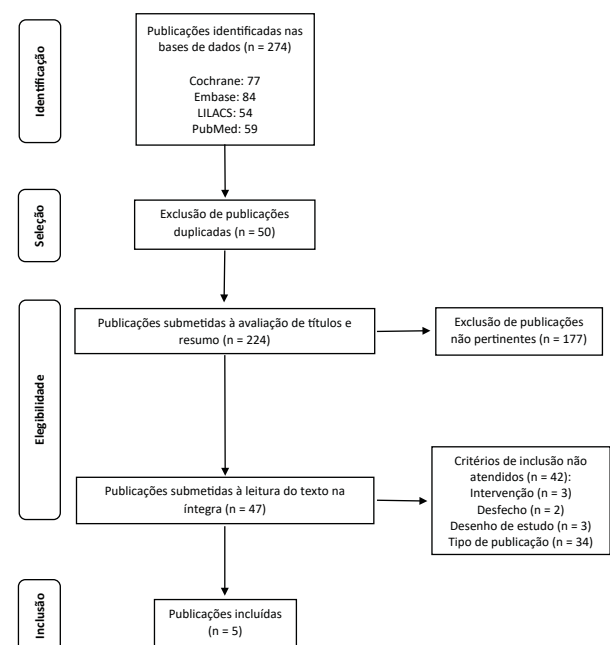 Identificação
Publicações identificadas nas
bases de dados (n = 274)
Cochrane: 77
Embase: 84
LILACS: 54
PubMed: 59
Seleção
Exclusão de publicações
duplicadas (n = 50)
Elegibilidade
Publicações submetidas à avaliação de títulos e
resumo (n = 224)
Exclusão de publicações
não pertinentes (n = 177)
Publicações submetidas à leitura do texto na
íntegra (n = 47)
Critérios de inclusão não
atendidos (n = 42):
Intervenção (n = 3)
Desfecho (n = 2)
Desenho de estudo (n = 3)
Tipo de publicação (n = 34)
Inclusão
Publicações incluídas
(n = 5)